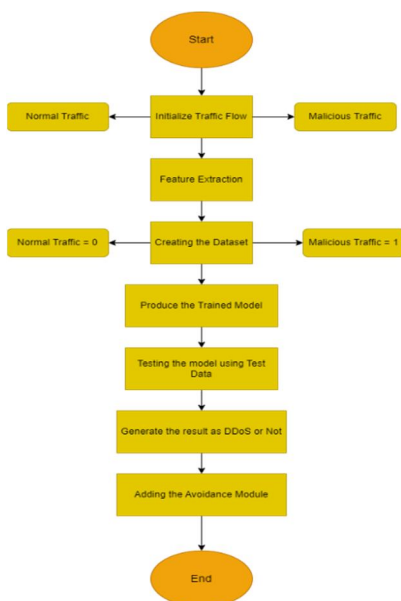 Start
Normal Traffic
Initialize Traffic Flow
Malicious Traffic
Feature Extraction
Normal Traffic = 0
Creating the Dataset
Malicious Traffic = 1
Produce the Trained Model
Testing the model using Test
Data
Generate the result as DDoS or Not
Adding the Avoidance Module
End